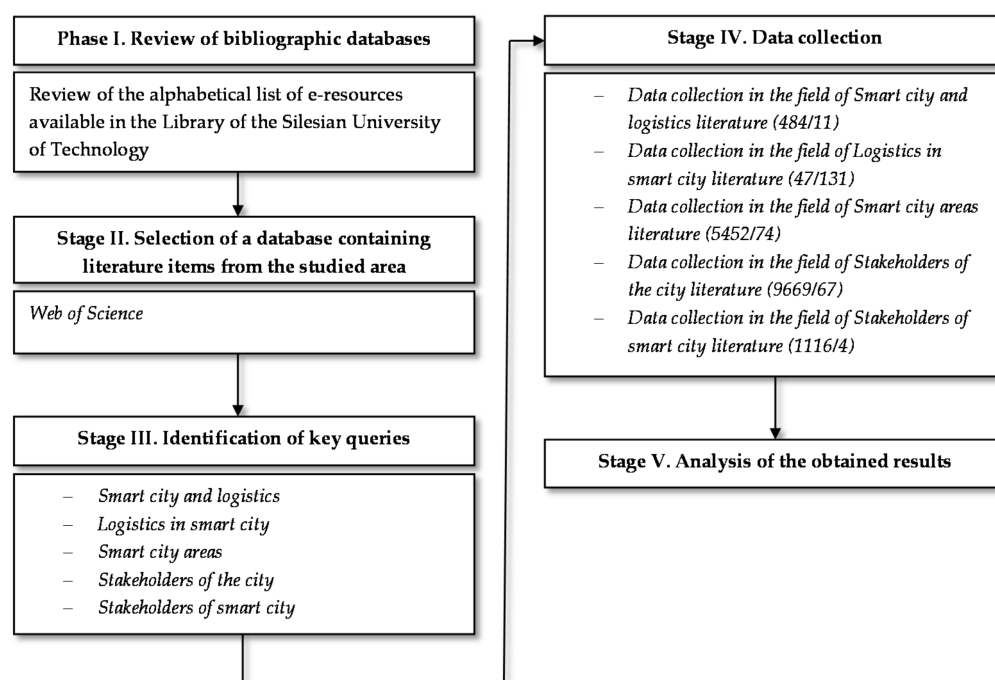 Phase I. Review of bibliographic databases
Review of the alphabetical list of e-resources
available in the Library of the Silesian University
of Technology
Stage II. Selection of a database containing
literature items from the studied area
Web of Science
Stage III. Identification of key queries
– Smart city and logistics
– Logistics in smart city
– Smart city areas
– Stakeholders of the city
– Stakeholders of smart city
Stage IV. Data collection
– Data collection in the field of Smart city and
logistics literature (484/11)
– Data collection in the field of Logistics in
smart city literature (47/131)
– Data collection in the field of Smart city areas
literature (5452/74)
– Data collection in the field of Stakeholders of
the city literature (9669/67)
– Data collection in the field of Stakeholders of
smart city literature (1116/4)
Stage V. Analysis of the obtained results